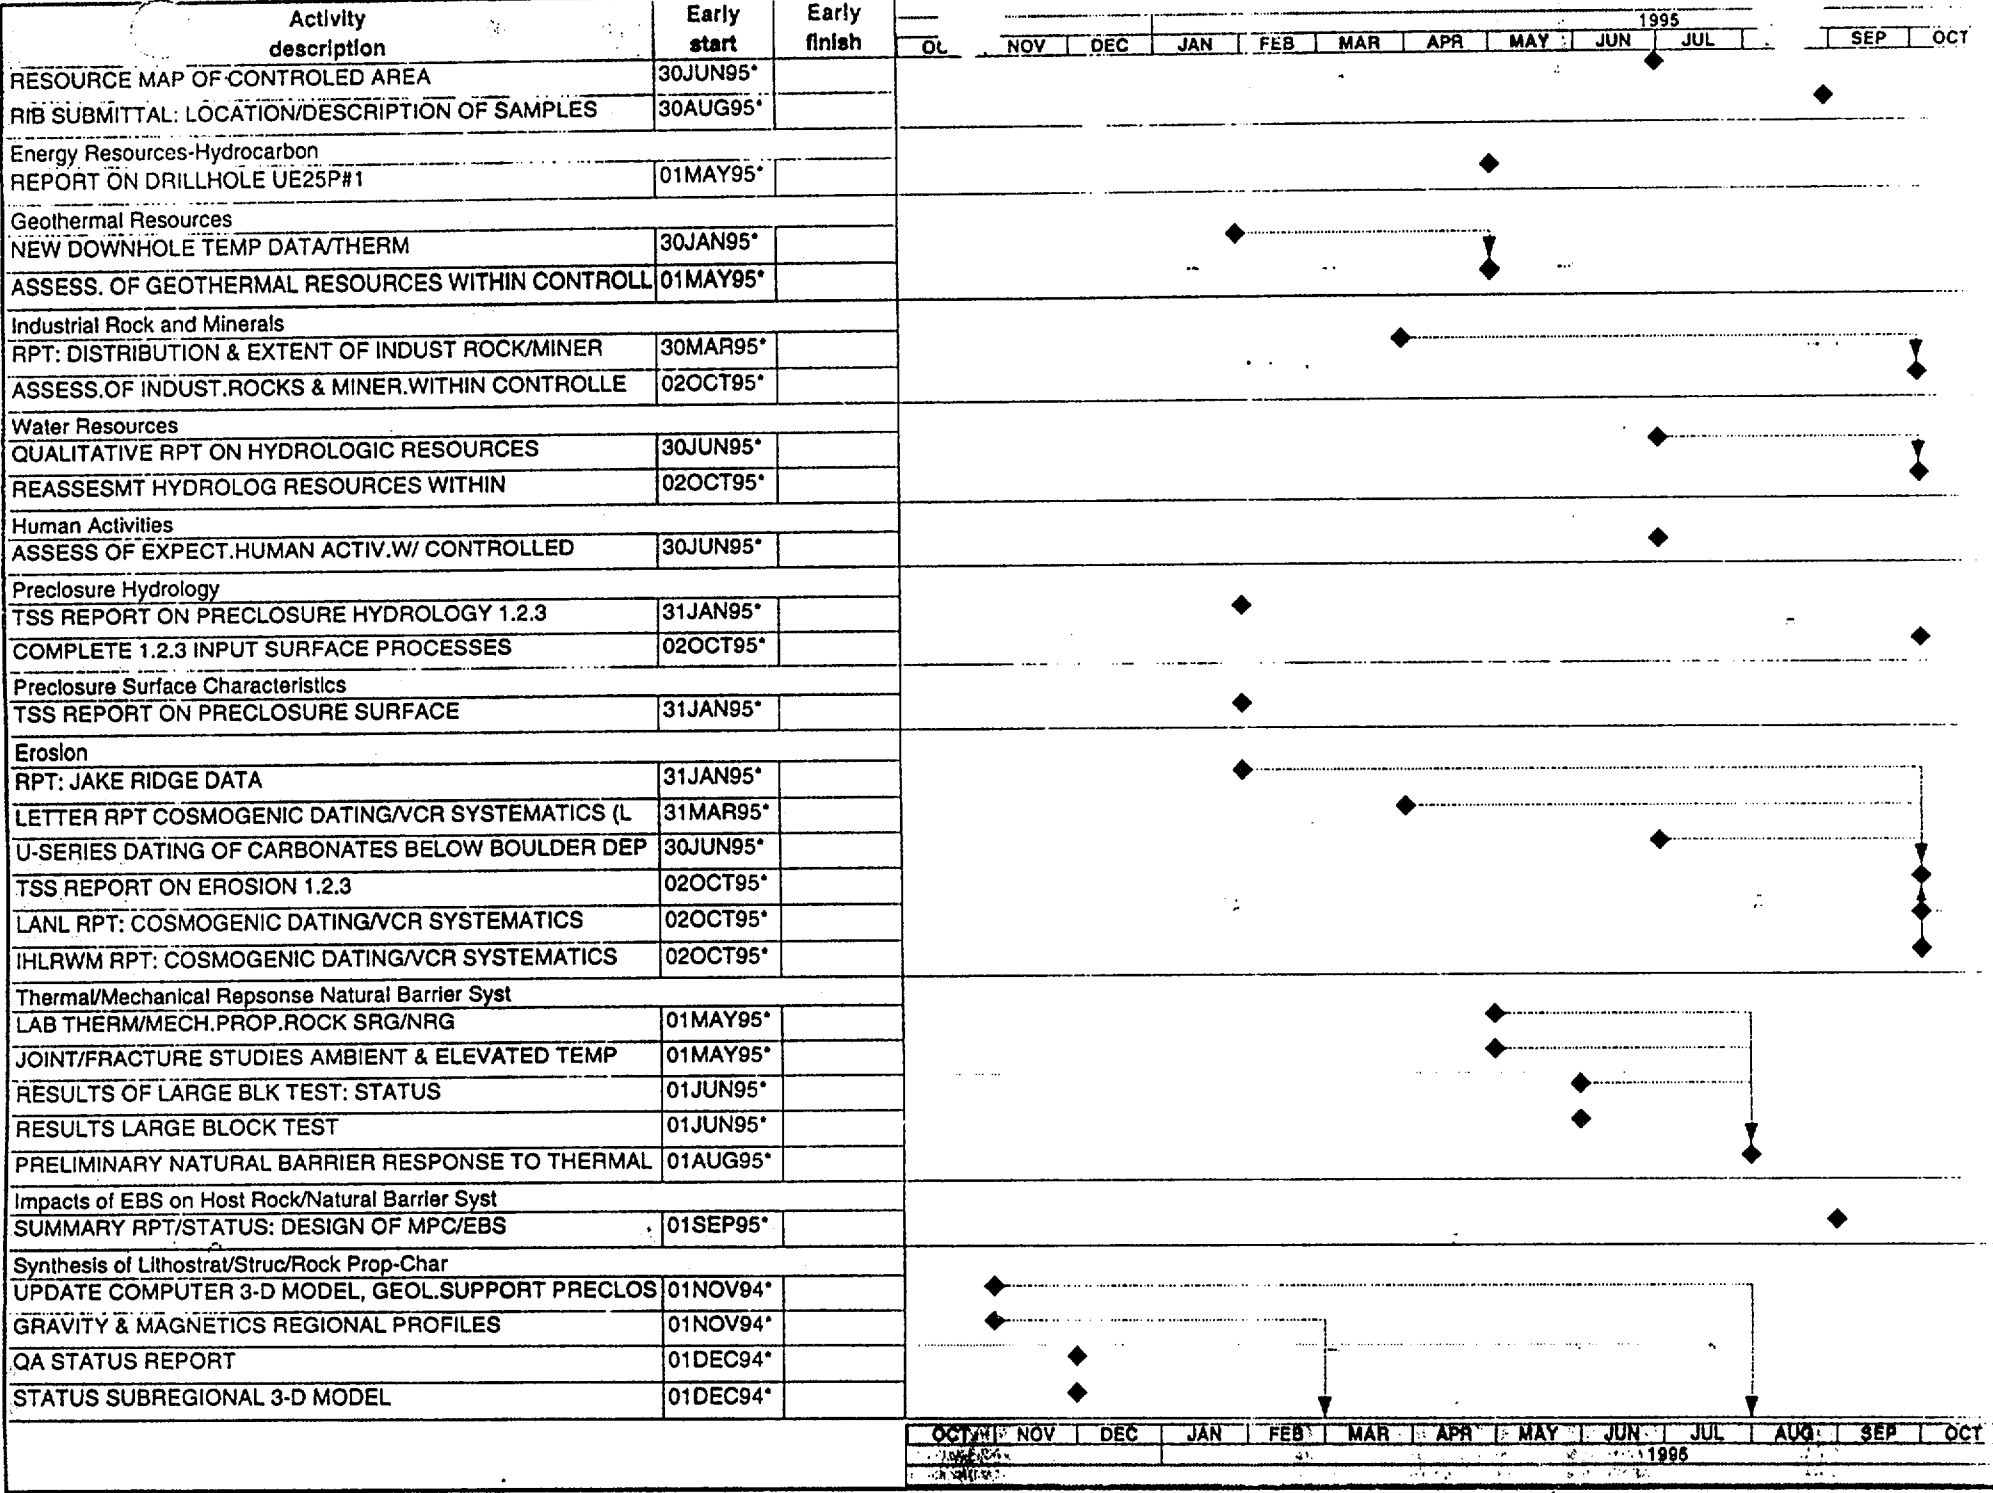 Activity description Early start Early finish
1995
NOV DEC JAN FEB MAR APR MAY JUN JUL SEP OCT
RESOURCE MAP OF CONTROLED AREA 30JUN95*
RIB SUBMITTAL: LOCATION/DESCRIPTION OF SAMPLES 30AUG95*
Energy Resources-Hydrocarbon
REPORT ON DRILLHOLE UE25P#1 01MAY95*
Geothermal Resources
NEW DOWNHOLE TEMP DATA/THERM 30JAN95*
ASSESS. OF GEOTHERMAL RESOURCES WITHIN CONTROLL 01MAY95*
Industrial Rock and Minerals
RPT: DISTRIBUTION & EXTENT OF INDUST ROCK/MINER 30MAR95*
ASSESS.OF INDUST.ROCKS & MINER.WITHIN CONTROLLE 02OCT95*
Water Resources
QUALITATIVE RPT ON HYDROLOGIC RESOURCES 30JUN95*
REASSESMT HYDROLOG RESOURCES WITHIN 02OCT95*
Human Activities
ASSESS OF EXPECT.HUMAN ACTIV.W/ CONTROLLED 30JUN95*
Preclosure Hydrology
TSS REPORT ON PRECLOSURE HYDROLOGY 1.2.3 31JAN95*
COMPLETE 1.2.3 INPUT SURFACE PROCESSES 02OCT95*
Preclosure Surface Characteristics
TSS REPORT ON PRECLOSURE SURFACE 31JAN95*
Erosion
RPT: JAKE RIDGE DATA 31JAN95*
LETTER RPT COSMOGENIC DATING/VCR SYSTEMATICS (L 31MAR95*
U-SERIES DATING OF CARBONATES BELOW BOULDER DEP 30JUN95*
TSS REPORT ON EROSION 1.2.3 02OCT95*
LANL RPT: COSMOGENIC DATING/VCR SYSTEMATICS 02OCT95*
IHLRWM RPT: COSMOGENIC DATING/VCR SYSTEMATICS 02OCT95*
Thermal/Mechanical Repsonse Natural Barrier Syst
LAB THERM/MECH.PROP.ROCK SRG/NRG 01MAY95*
JOINT/FRACTURE STUDIES AMBIENT & ELEVATED TEMP 01MAY95*
RESULTS OF LARGE BLK TEST: STATUS 01JUN95*
RESULTS LARGE BLOCK TEST 01JUN95*
PRELIMINARY NATURAL BARRIER RESPONSE TO THERMAL 01AUG95*
Impacts of EBS on Host Rock/Natural Barrier Syst
SUMMARY RPT/STATUS: DESIGN OF MPC/EBS 01SEP95*
Synthesis of Lithostrat/Struc/Rock Prop-Char
UPDATE COMPUTER 3-D MODEL, GEOL.SUPPORT PRECLOS 01NOV94*
GRAVITY & MAGNETICS REGIONAL PROFILES 01NOV94*
QA STATUS REPORT 01DEC94*
STATUS SUBREGIONAL 3-D MODEL 01DEC94*
OCT NOV DEC JAN FEB MAR APR MAY JUN JUL AUG SEP OCT
1995